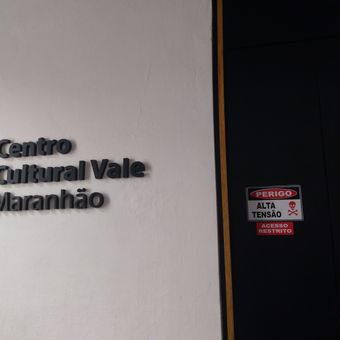 Centro
Cultural Vale
Maranhão
PERIGO
ALTA
TENSÃO
ACESSO
RESTRITO